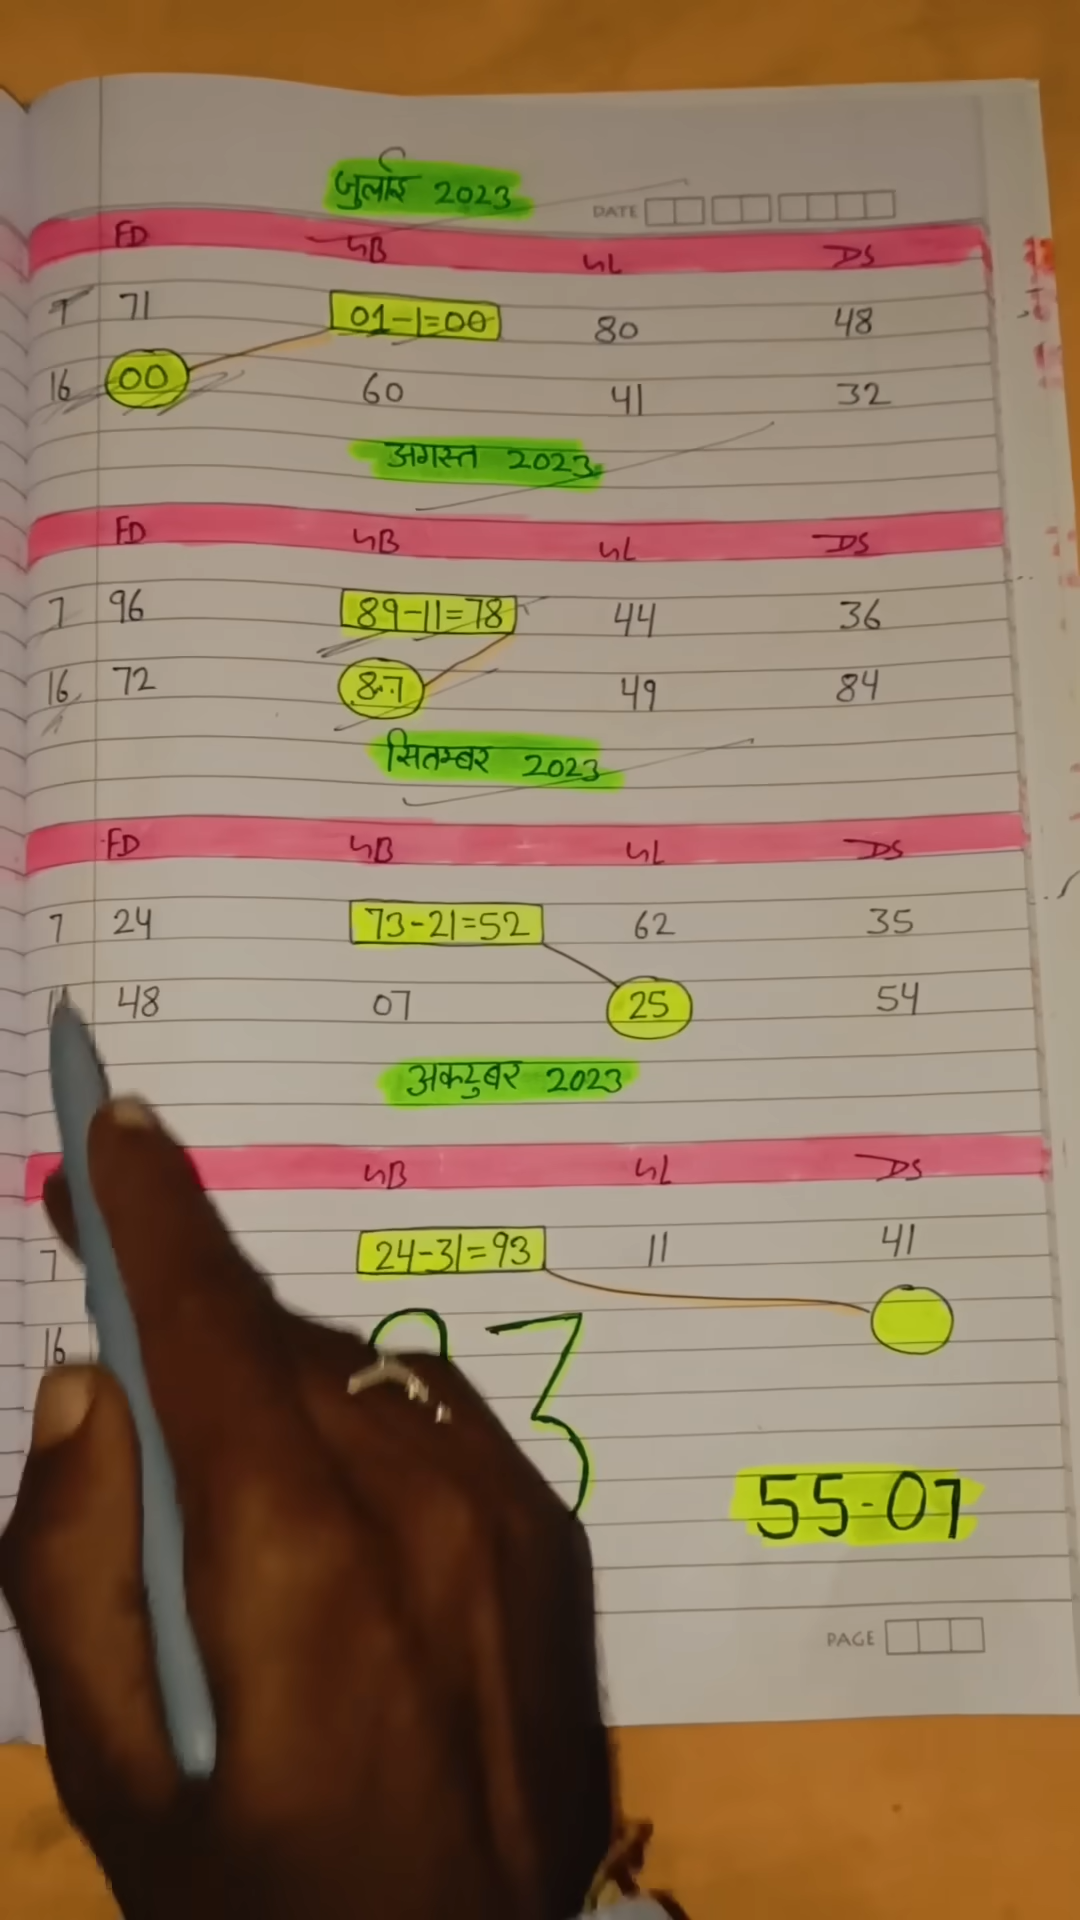 जुलाई 2023
DATE
FD GB GL DS
7 71 01-1=00 80 48
16 00 60 41 32
अगस्त 2023
FD GB GL DS
7 96 89-11=78 44 36
16 72 87 49 84
सितम्बर 2023
FD GB GL DS
7 24 73-21=52 62 35
48 07 25 54
अक्टुबर 2023
GB GL DS
7 24-31=93 11 41
16
3
55-07
PAGE